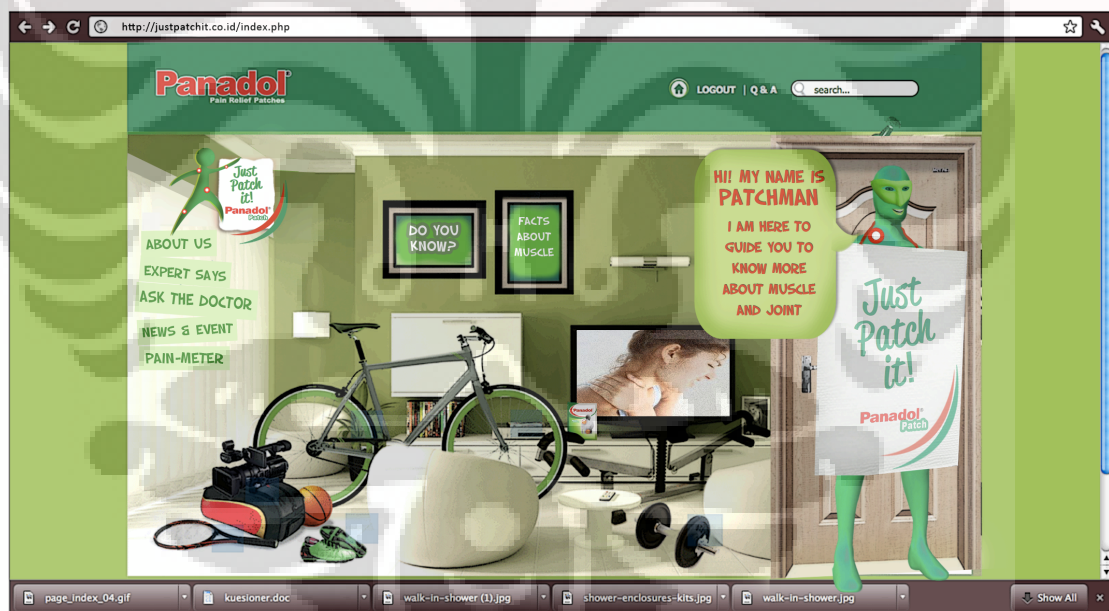 http://justpatchit.co.id/index.php
Panadol®
Pain Relief Patches
LOGOUT | Q & A
search...
Just
Patch
it!
Panadol®
Patch
ABOUT US
EXPERT SAYS
ASK THE DOCTOR
NEWS & EVENT
PAIN-METER
DO YOU
KNOW?
FACTS
ABOUT
MUSCLE
HI! MY NAME IS
PATCHMAN
I AM HERE TO
GUIDE YOU TO
KNOW MORE
ABOUT MUSCLE
AND JOINT
Panadol
Just
Patch
it!
Panadol®
Patch
page_index_04.gif
kuesioner.doc
walk-in-shower (1).jpg
shower-enclosures-kits.jpg
walk-in-shower.jpg
Show All